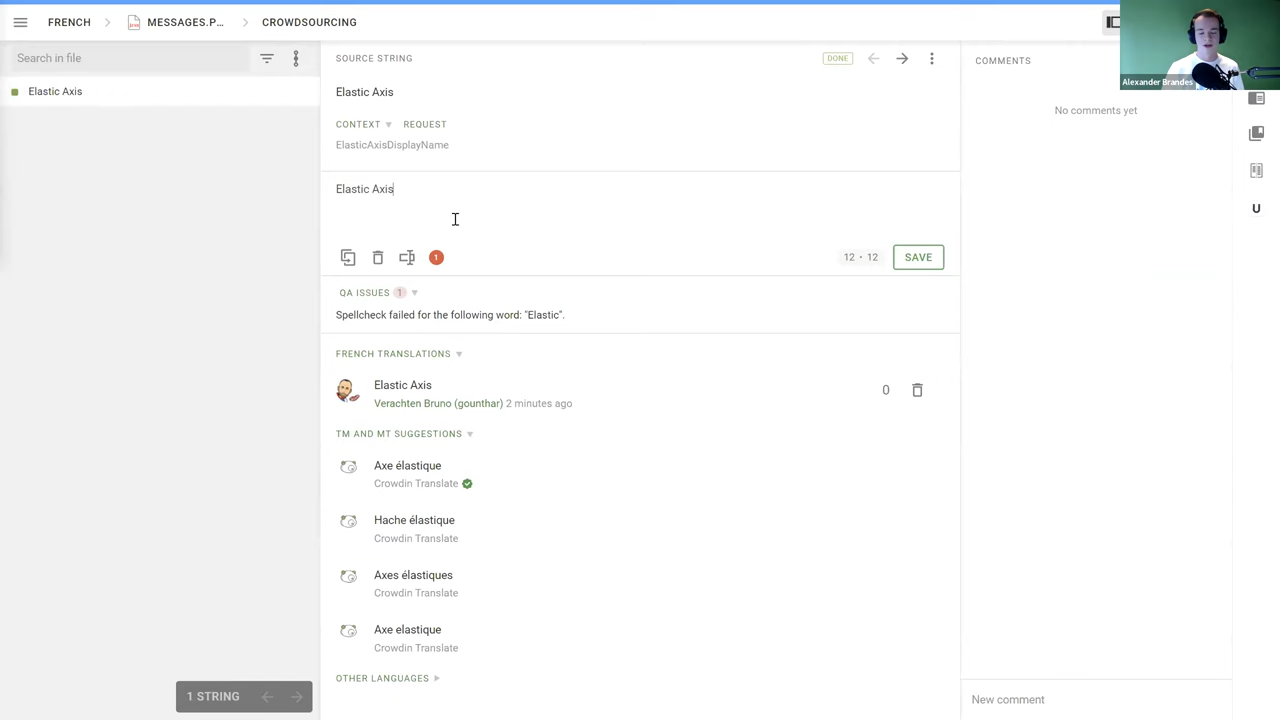 FRENCH
MESSAGES.P...
CROWDSOURCING
Search in file
Elastic Axis
SOURCE STRING
DONE
Elastic Axis
CONTEXT
REQUEST
ElasticAxisDisplayName
Elastic Axis
1
12 • 12
SAVE
QA ISSUES 1
Spellcheck failed for the following word: "Elastic".
FRENCH TRANSLATIONS
Elastic Axis
0
Verachten Bruno (gounthar) 2 minutes ago
TM AND MT SUGGESTIONS
Axe élastique
Crowdin Translate
Hache élastique
Crowdin Translate
Axes élastiques
Crowdin Translate
Axe elastique
Crowdin Translate
OTHER LANGUAGES
1 STRING
COMMENTS
No comments yet
New comment
Alexander Brandes
U